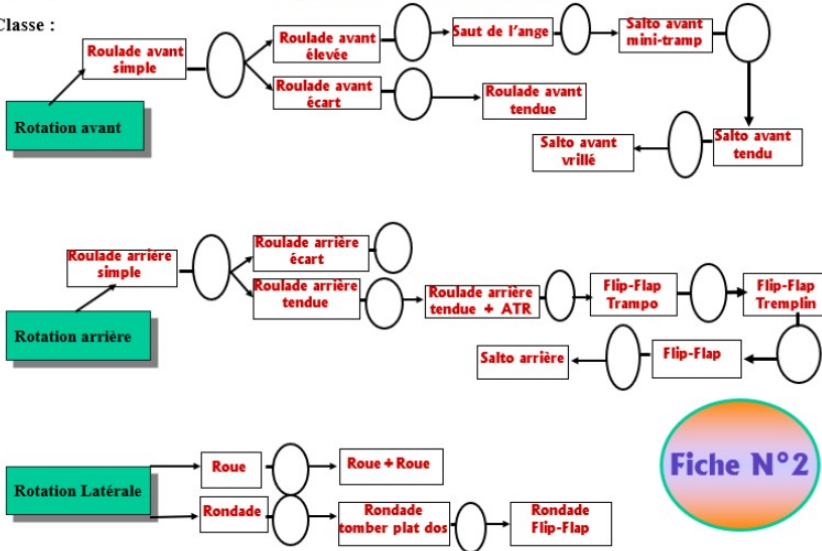 Classe :
Rotation avant
Roulade avant
simple
Roulade avant
élevée
Saut de l'ange
Salto avant
mini-tramp
Roulade avant
écart
Roulade avant
tendue
Salto avant
tendu
Salto avant
vrillé
Rotation arrière
Roulade arrière
simple
Roulade arrière
écart
Roulade arrière
tendue
Roulade arrière
tendue + ATR
Flip-Flap
Trampo
Flip-Flap
Tremplin
Flip-Flap
Salto arrière
Rotation Latérale
Roue
Roue + Roue
Rondade
Rondade
tomber plat dos
Rondade
Flip-Flap
Fiche N°2